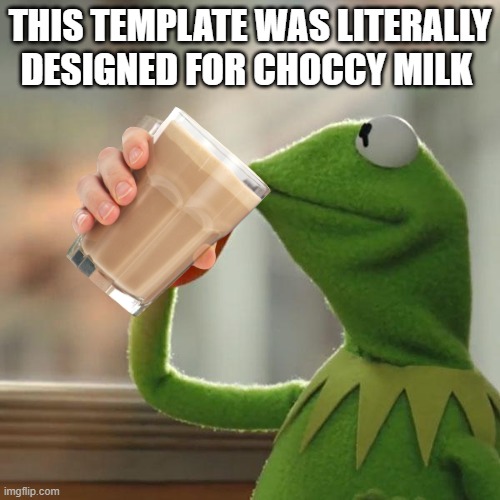 THIS TEMPLATE WAS LITERALLY
DESIGNED FOR CHOCCY MILK
imgflip.com